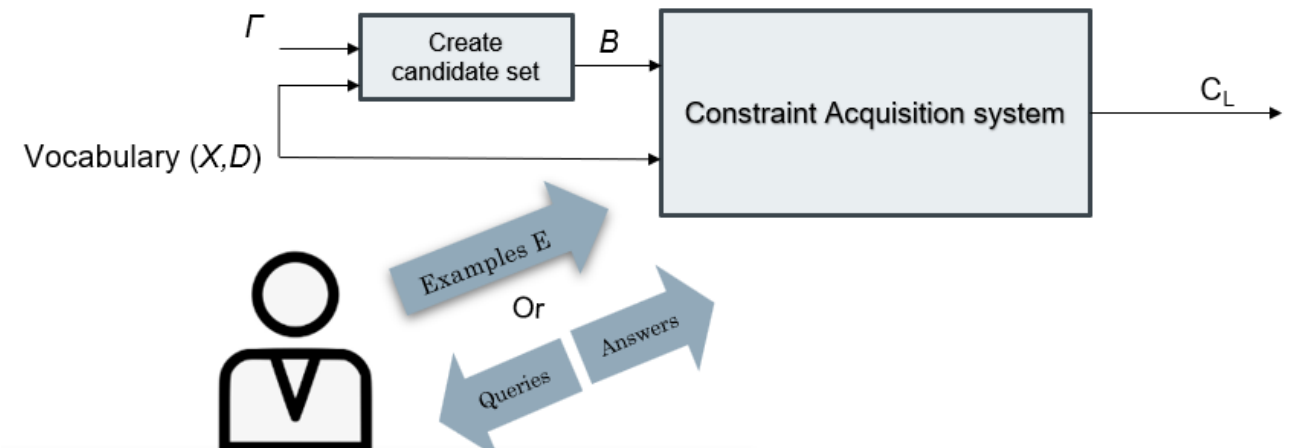 Γ
Create
candidate set
B
Constraint Acquisition system
C_L
Vocabulary (X,D)
Examples E
Or
Answers
Queries